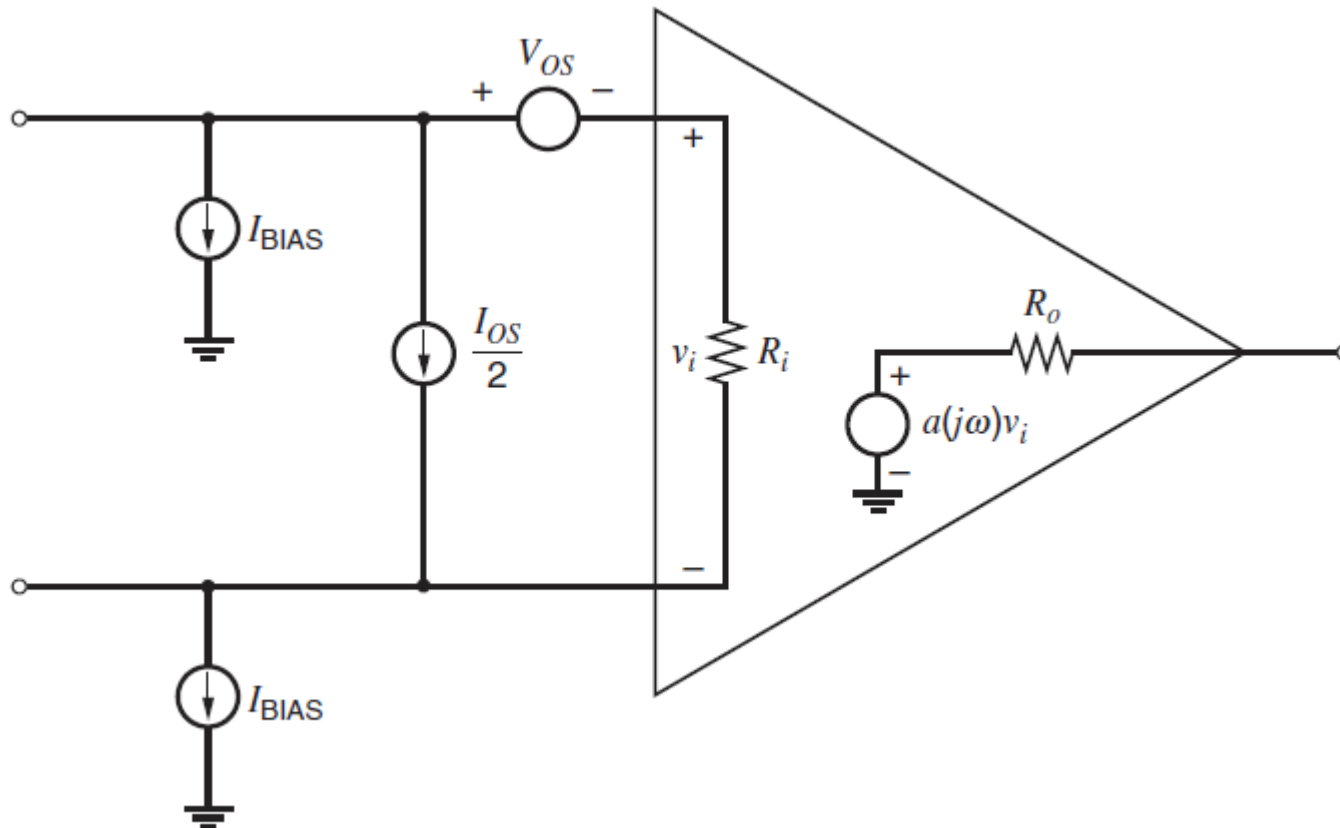 V_OS
+ −
I_BIAS
I_OS
2
+
v_i R_i
−
R_o
+
a(jω)v_i
−
I_BIAS